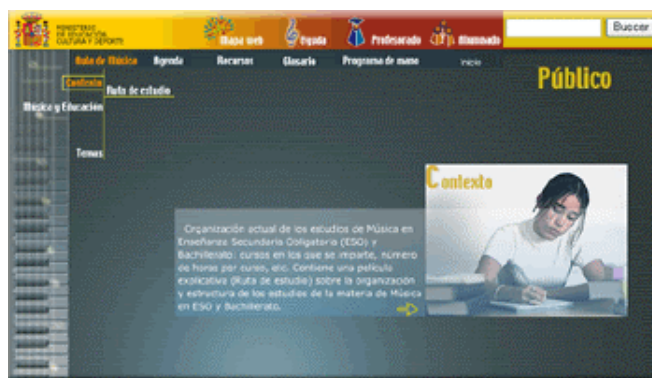 MINISTERIO
DE EDUCACIÓN,
CULTURA Y DEPORTE
Mapa web
Ayuda
Profesorado
Alumnado
Buscar
Aula de Música
Agenda
Recursos
Glosario
Programa de mano
Inicio
Público
Contexto
Ruta de estudio
Música y Educación
Temas
Contexto
Organización actual de los estudios de Música en
Enseñanza Secundaria Obligatoria (ESO) y
Bachillerato: cursos en los que se imparte, número
de horas por curso, etc. Contiene una película
explicativa (Ruta de estudio) sobre la organización
y estructura de los estudios de la materia de Música
en ESO y Bachillerato.